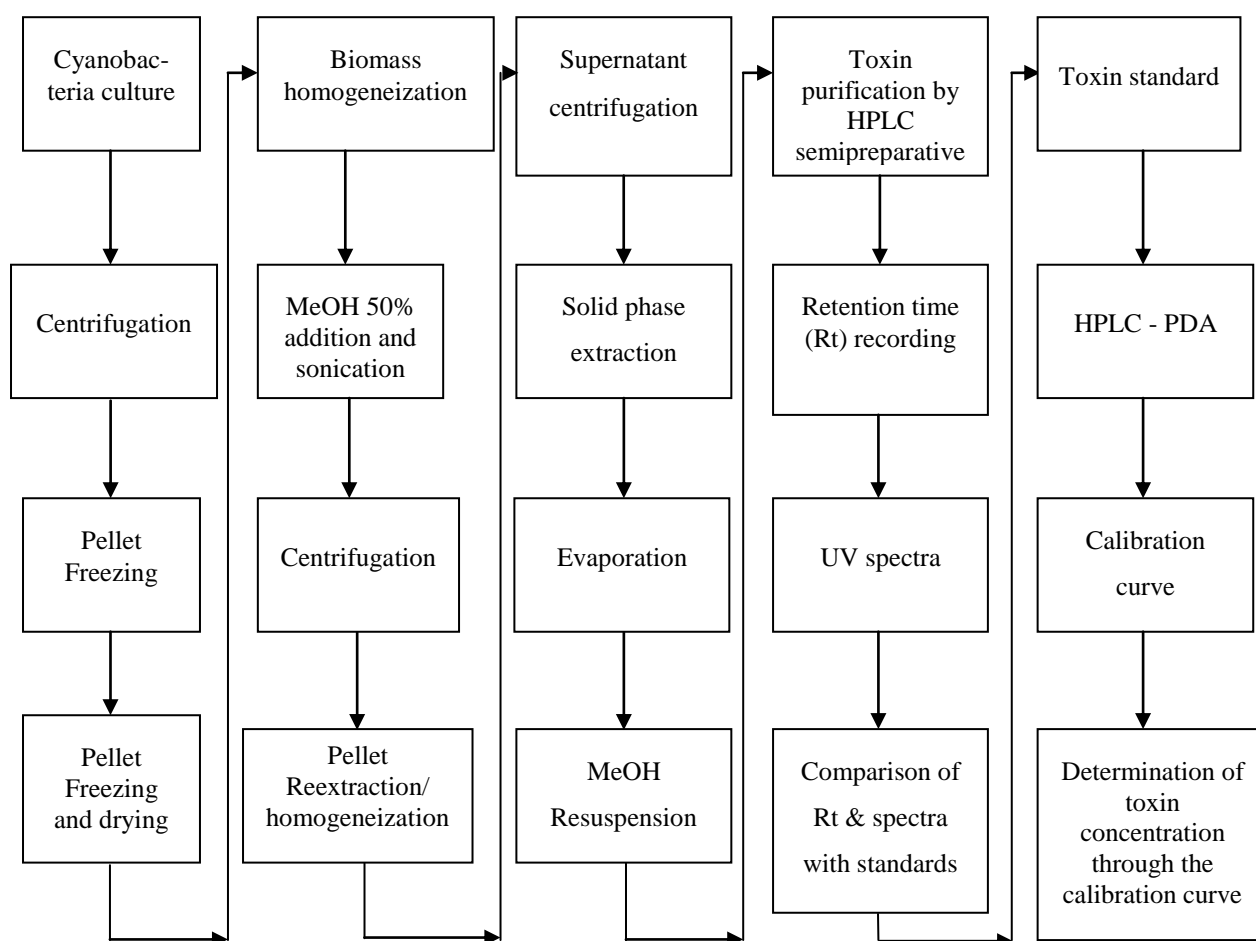 Cyanobac-
teria culture
Centrifugation
Pellet
Freezing
Pellet
Freezing
and drying
Biomass
homogeneization
MeOH 50%
addition and
sonication
Centrifugation
Pellet
Reextraction/
homogeneization
Supernatant
centrifugation
Solid phase
extraction
Evaporation
MeOH
Resuspension
Toxin
purification by
HPLC
semipreparative
Retention time
(Rt) recording
UV spectra
Comparison of
Rt & spectra
with standards
Toxin standard
HPLC - PDA
Calibration
curve
Determination of
toxin
concentration
through the
calibration curve